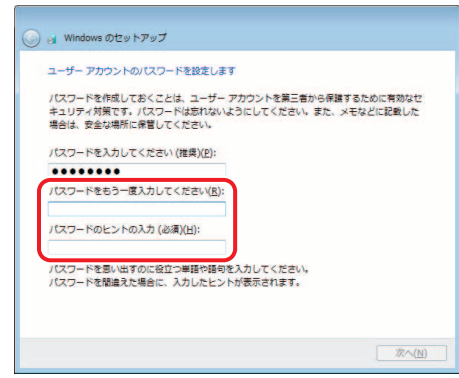 Windows のセットアップ
ユーザー アカウントのパスワードを設定します
パスワードを作成しておくことは、ユーザー アカウントを第三者から保護するために有効なセ
キュリティ対策です。パスワードは忘れないようにしてください。また、メモなどに記載した
場合は、安全な場所に保管してください。
パスワードを入力してください (推奨)(P):
●●●●●●●●
パスワードをもう一度入力してください(R):
パスワードのヒントの入力 (必須)(H):
パスワードを思い出すのに役立つ単語や語句を入力してください。
パスワードを間違えた場合に、入力したヒントが表示されます。
次へ(N)